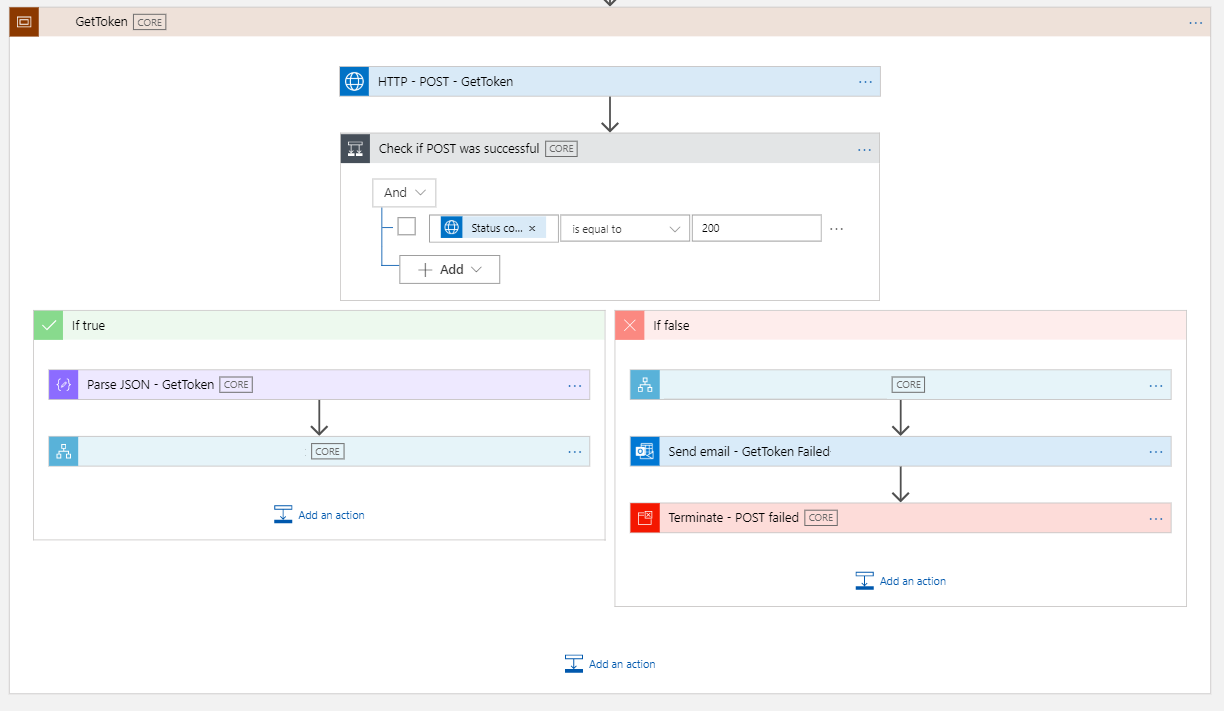 GetToken CORE
HTTP - POST - GetToken
Check if POST was successful CORE
And
Status co... × is equal to 200
+ Add
If true
Parse JSON - GetToken CORE
CORE
Add an action
If false
CORE
Send email - GetToken Failed
Terminate - POST failed CORE
Add an action
Add an action